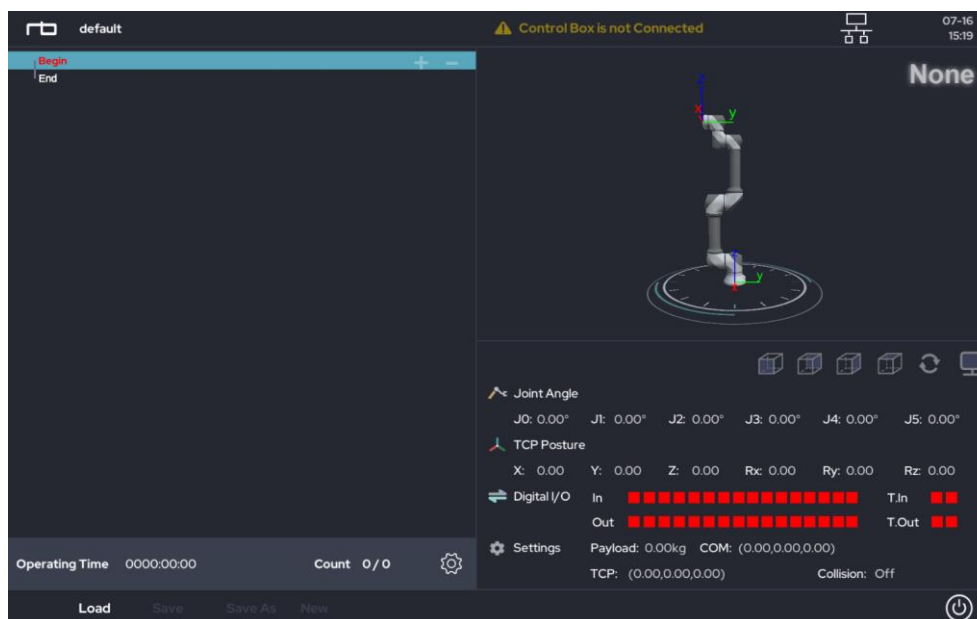 default
Control Box is not Connected
07-16
15:19
Begin
+ −
End
None
z
x
y
z
x
y
Joint Angle
J0: 0.00° J1: 0.00° J2: 0.00° J3: 0.00° J4: 0.00° J5: 0.00°
TCP Posture
X: 0.00 Y: 0.00 Z: 0.00 Rx: 0.00 Ry: 0.00 Rz: 0.00
Digital I/O In T.In
Out T.Out
Settings Payload: 0.00kg COM: (0.00,0.00,0.00)
TCP: (0.00,0.00,0.00) Collision: Off
Operating Time 0000:00:00 Count 0 / 0
Load Save Save As New